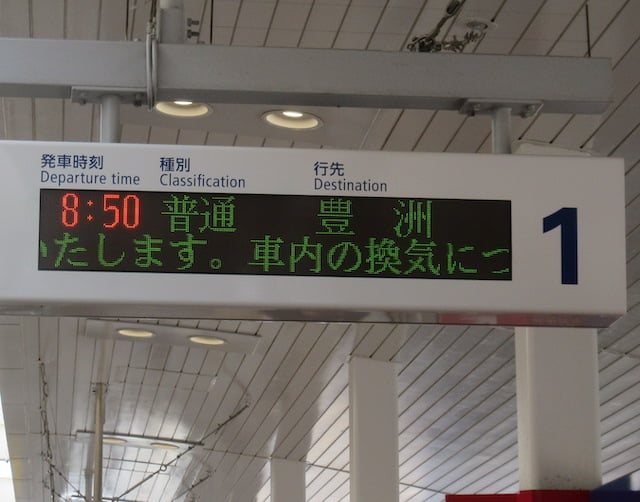 発車時刻 種別 行先
Departure time Classification Destination
8:50 普通 豊洲
いたします。車内の換気につ
1